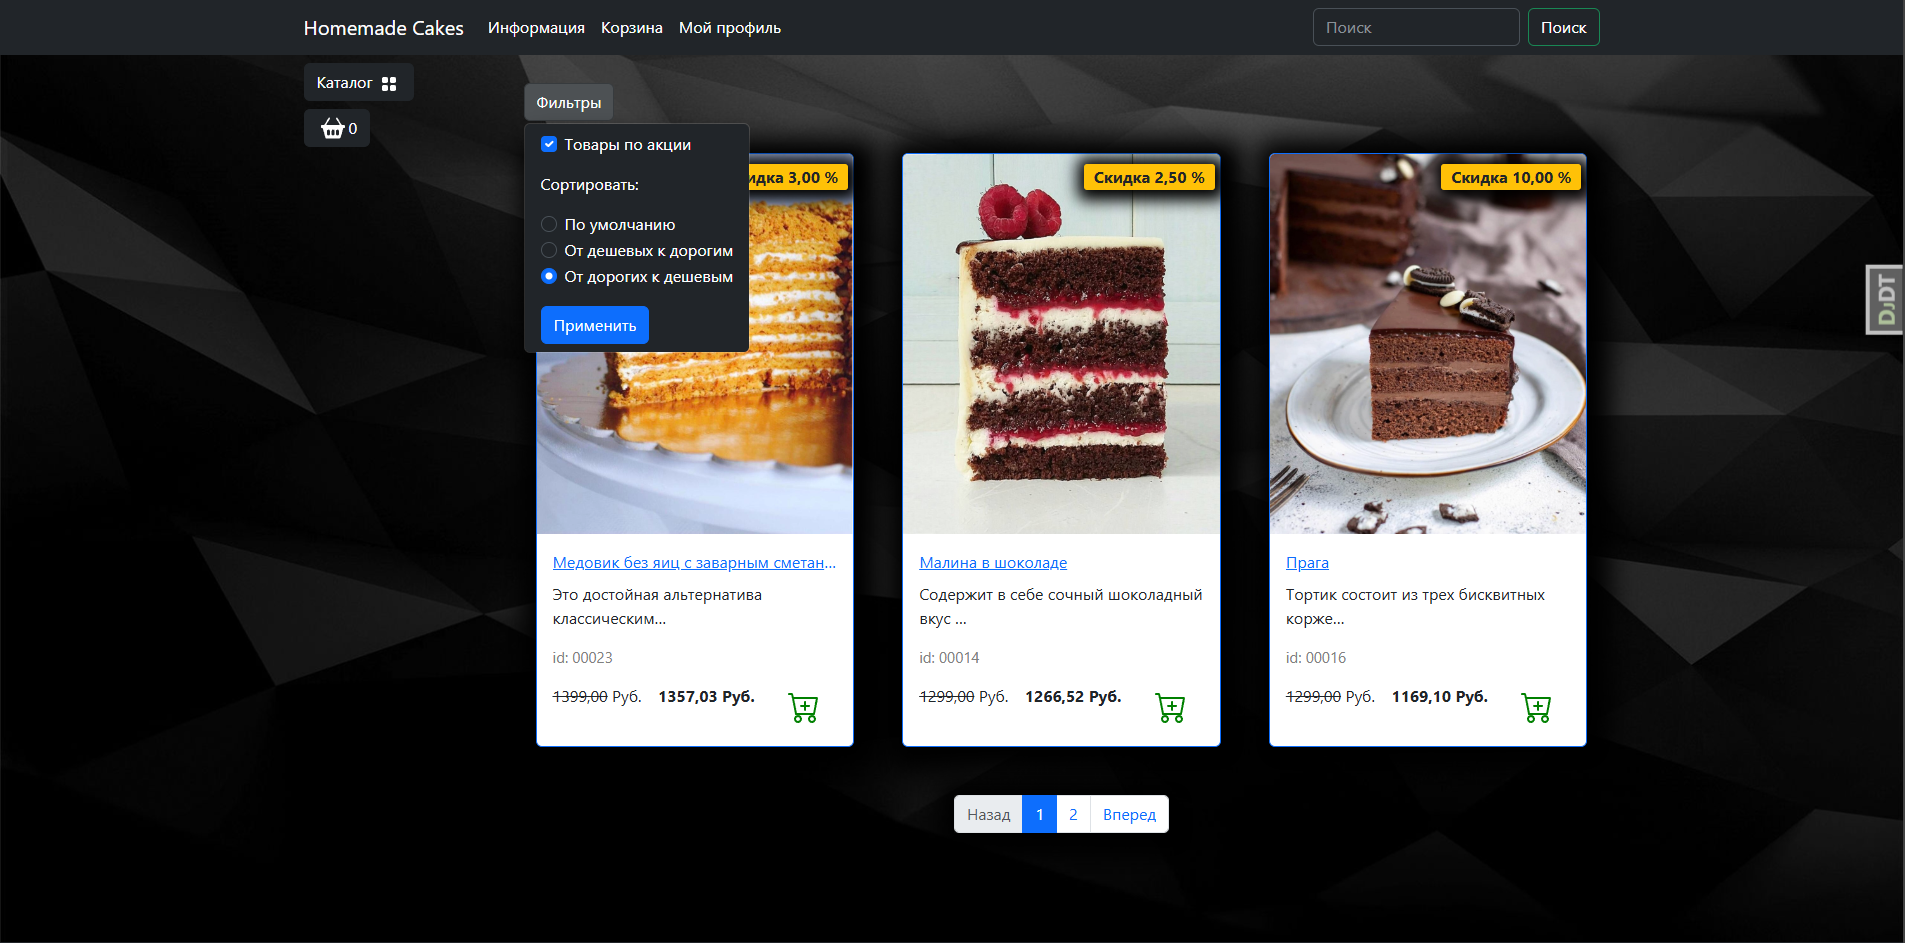 Homemade Cakes
Информация
Корзина
Мой профиль
Поиск
Поиск
Каталог
0
Фильтры
Товары по акции
Сортировать:
По умолчанию
От дешевых к дорогим
От дорогих к дешевым
Применить
идка 3,00 %
Скидка 2,50 %
Скидка 10,00 %
DJDT
Медовик без яиц с заварным сметан...
Это достойная альтернатива
классическим...
id: 00023
1399,00 Руб. 1357,03 Руб.
Малина в шоколаде
Содержит в себе сочный шоколадный
вкус ...
id: 00014
1299,00 Руб. 1266,52 Руб.
Прага
Тортик состоит из трех бисквитных
корже...
id: 00016
1299,00 Руб. 1169,10 Руб.
Назад 1 2 Вперед